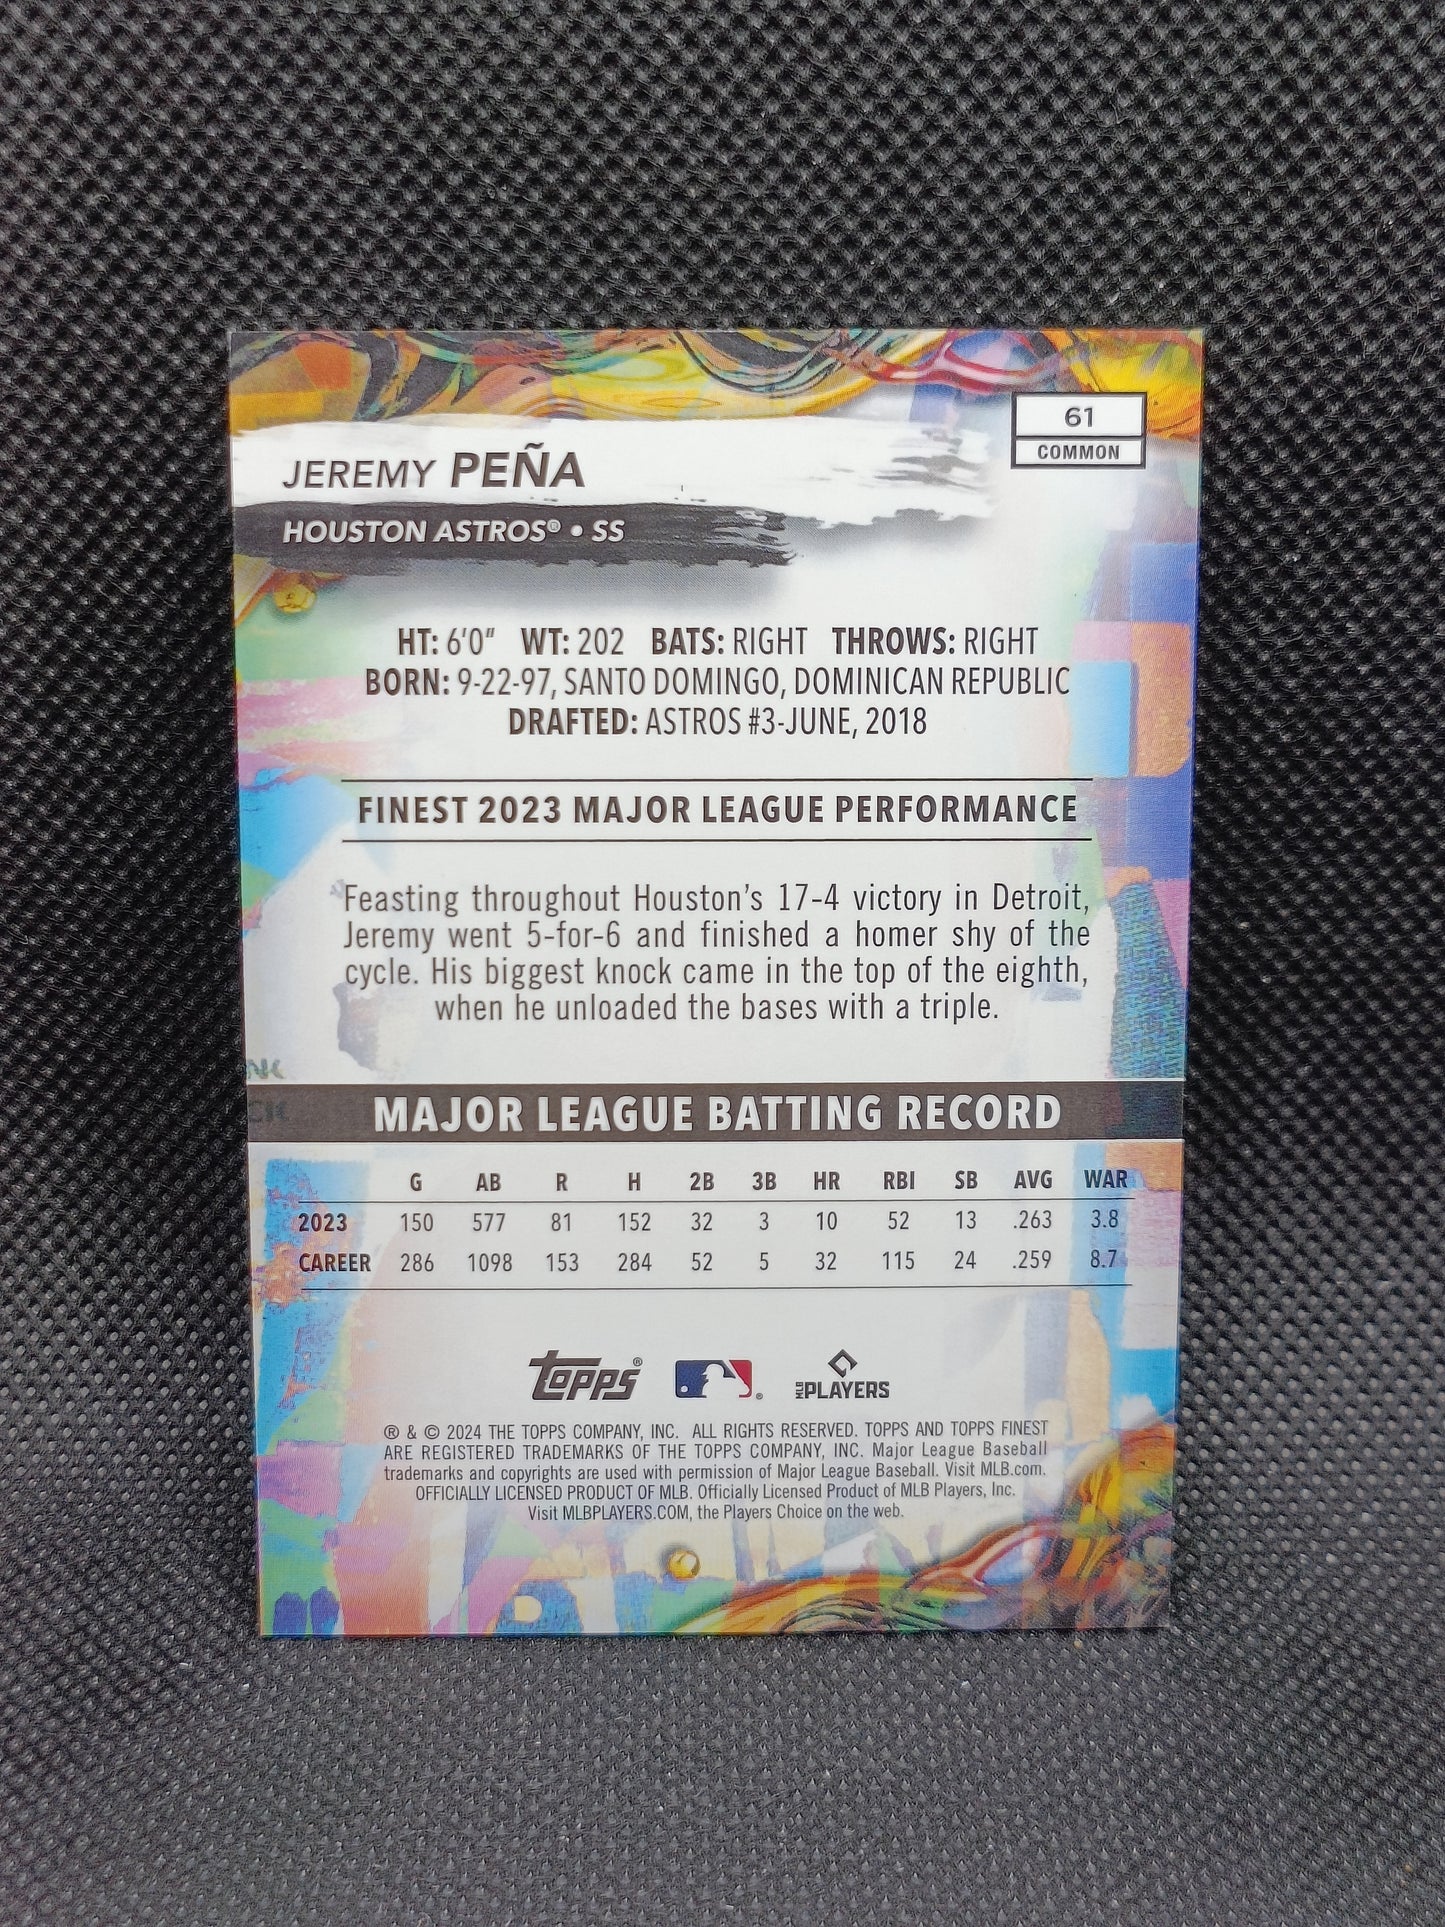 61
COMMON
JEREMY PEÑA
HOUSTON ASTROS® • SS
HT: 6'0" WT: 202 BATS: RIGHT THROWS: RIGHT
BORN: 9-22-97, SANTO DOMINGO, DOMINICAN REPUBLIC
DRAFTED: ASTROS #3-JUNE, 2018
FINEST 2023 MAJOR LEAGUE PERFORMANCE
Feasting throughout Houston's 17-4 victory in Detroit,
Jeremy went 5-for-6 and finished a homer shy of the
cycle. His biggest knock came in the top of the eighth,
when he unloaded the bases with a triple.
MAJOR LEAGUE BATTING RECORD
G AB R H 2B 3B HR RBI SB AVG WAR
2023 150 577 81 152 32 3 10 52 13 .263 3.8
CAREER 286 1098 153 284 52 5 32 115 24 .259 8.7
Topps® ® MLB PLAYERS
® & © 2024 THE TOPPS COMPANY, INC. ALL RIGHTS RESERVED. TOPPS AND TOPPS FINEST
ARE REGISTERED TRADEMARKS OF THE TOPPS COMPANY, INC. Major League Baseball
trademarks and copyrights are used with permission of Major League Baseball. Visit MLB.com.
OFFICIALLY LICENSED PRODUCT OF MLB. Officially Licensed Product of MLB Players, Inc.
Visit MLBPLAYERS.COM, the Players Choice on the web.